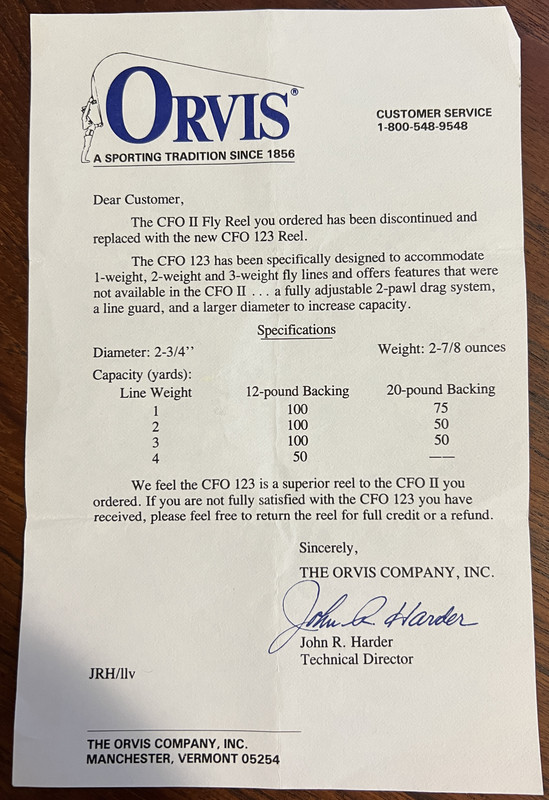 ORVIS®
A SPORTING TRADITION SINCE 1856
CUSTOMER SERVICE
1-800-548-9548
Dear Customer,
The CFO II Fly Reel you ordered has been discontinued and
replaced with the new CFO 123 Reel.
The CFO 123 has been specifically designed to accommodate
1-weight, 2-weight and 3-weight fly lines and offers features that were
not available in the CFO II . . . a fully adjustable 2-pawl drag system,
a line guard, and a larger diameter to increase capacity.
Specifications
Diameter: 2-3/4’’ Weight: 2-7/8 ounces
Capacity (yards):
Line Weight 12-pound Backing 20-pound Backing
1 100 75
2 100 50
3 100 50
4 50 ——
We feel the CFO 123 is a superior reel to the CFO II you
ordered. If you are not fully satisfied with the CFO 123 you have
received, please feel free to return the reel for full credit or a refund.
Sincerely,
THE ORVIS COMPANY, INC.
John R. Harder
John R. Harder
Technical Director
JRH/llv
THE ORVIS COMPANY, INC.
MANCHESTER, VERMONT 05254